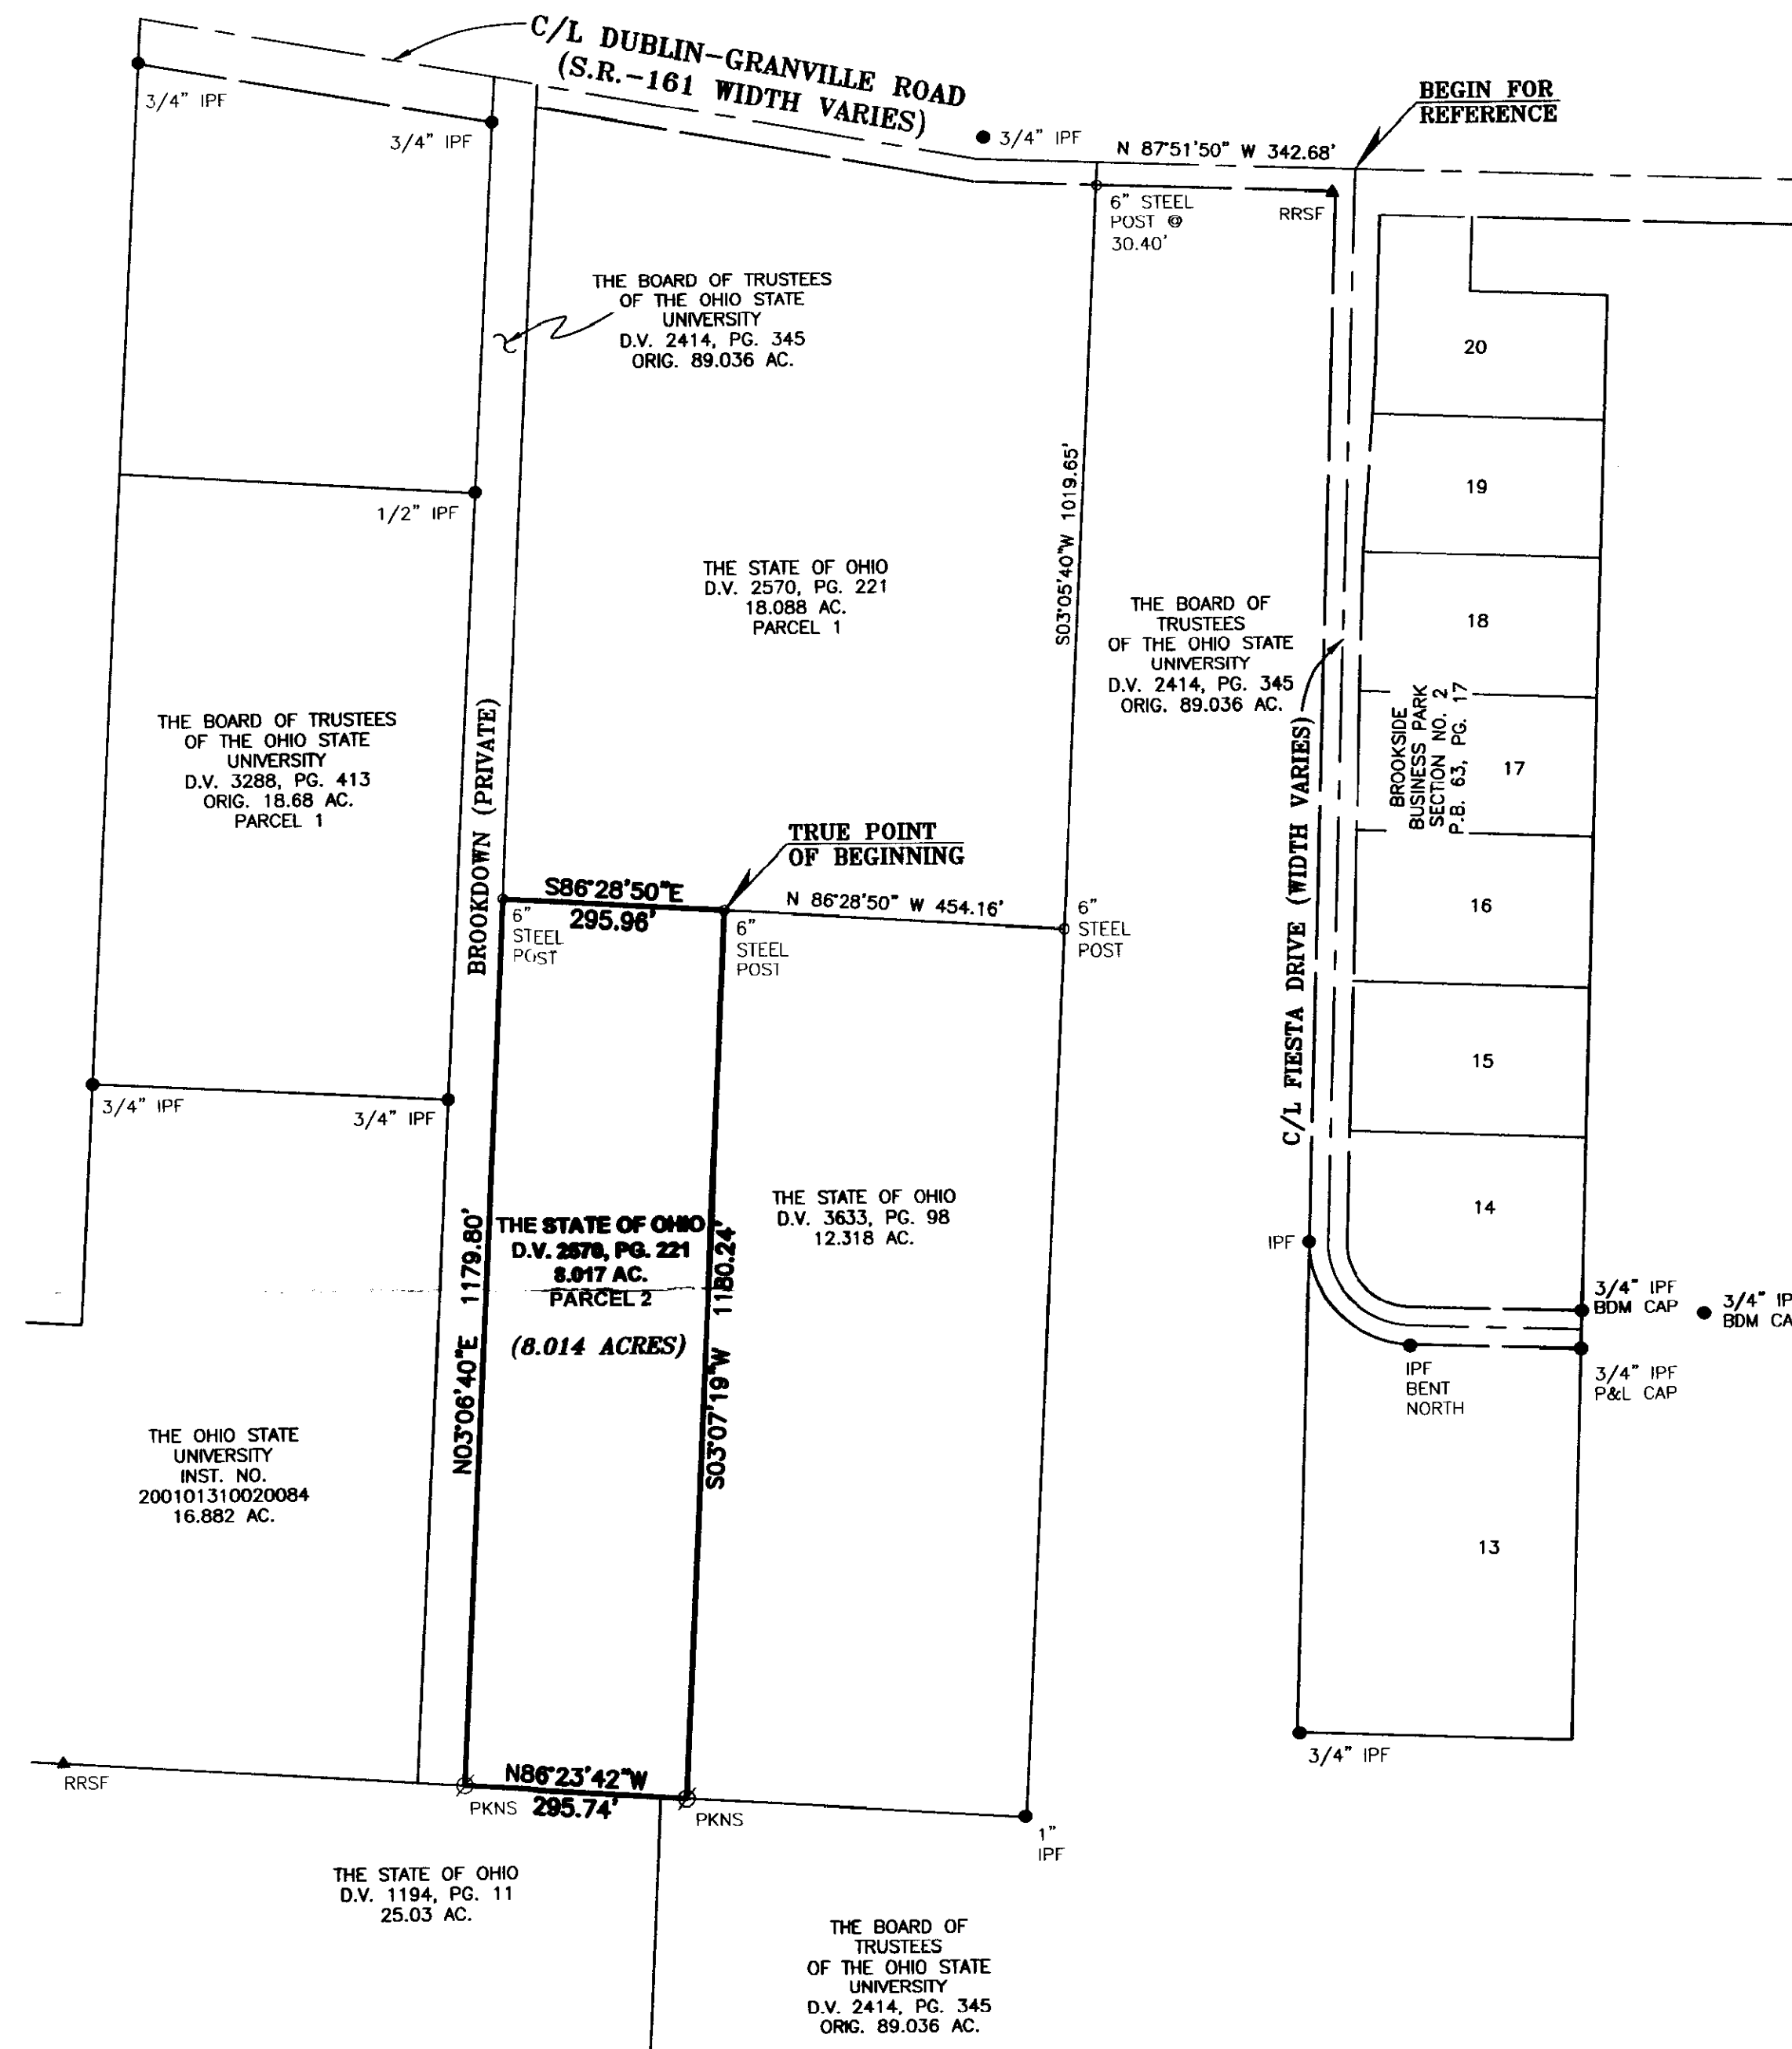 C/L DUBLIN-GRANVILLE ROAD
(S.R.-161 WIDTH VARIES)
BEGIN FOR
REFERENCE
3/4" IPF
3/4" IPF
3/4" IPF
N 87°51'50" W 342.68'
6" STEEL
POST @
30.40'
RRSF
THE BOARD OF TRUSTEES
OF THE OHIO STATE
UNIVERSITY
D.V. 2414, PG. 345
ORIG. 89.036 AC.
20
19
1/2" IPF
S03°05'40"W 1019.65'
THE STATE OF OHIO
D.V. 2570, PG. 221
18.088 AC.
PARCEL 1
THE BOARD OF
TRUSTEES
OF THE OHIO STATE
UNIVERSITY
D.V. 2414, PG. 345
ORIG. 89.036 AC.
18
BROOKSIDE
BUSINESS PARK
SECTION NO. 2
P.B. 63, PG. 17
17
THE BOARD OF TRUSTEES
OF THE OHIO STATE
UNIVERSITY
D.V. 3288, PG. 413
ORIG. 18.68 AC.
PARCEL 1
BROOKDOWN (PRIVATE)
C/L FIESTA DRIVE (WIDTH VARIES)
TRUE POINT
OF BEGINNING
S86°28'50"E
295.96'
N 86°28'50" W 454.16'
6"
STEEL
POST
6"
STEEL
POST
6"
STEEL
POST
16
15
3/4" IPF
3/4" IPF
14
THE STATE OF OHIO
D.V. 3633, PG. 98
12.318 AC.
THE STATE OF OHIO
D.V. 2570, PG. 221
8.017 AC.
PARCEL 2
(8.014 ACRES)
N03°06'40"E 1179.80'
S03°07'19"W 1180.24'
IPF
3/4" IPF
BDM CAP
3/4" IP
BDM CA
IPF
BENT
NORTH
3/4" IPF
P&L CAP
THE OHIO STATE
UNIVERSITY
INST. NO.
200101310020084
16.882 AC.
13
3/4" IPF
RRSF
N86°23'42"W
295.74'
PKNS
PKNS
1"
IPF
THE STATE OF OHIO
D.V. 1194, PG. 11
25.03 AC.
THE BOARD OF
TRUSTEES
OF THE OHIO STATE
UNIVERSITY
D.V. 2414, PG. 345
ORIG. 89.036 AC.